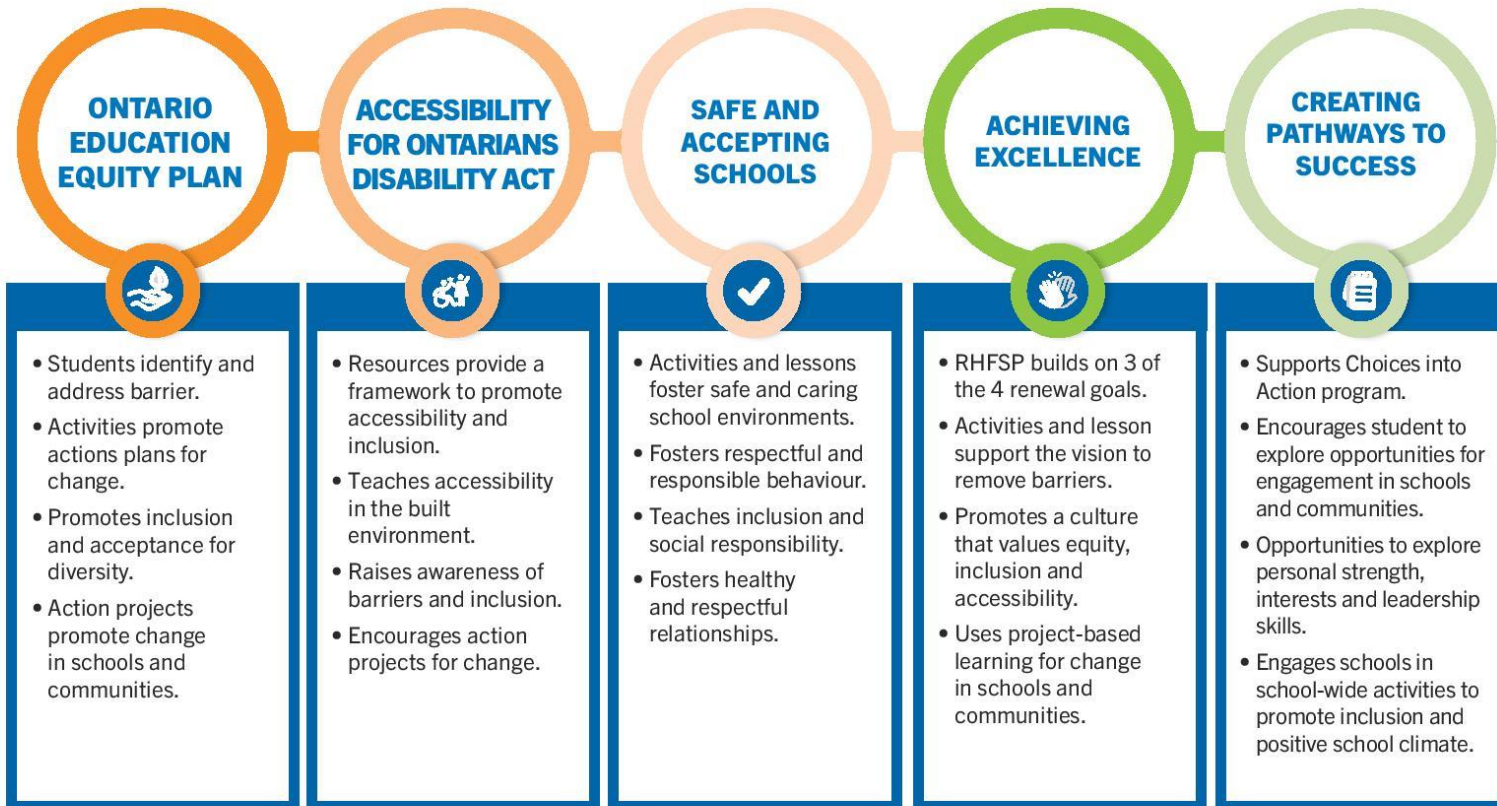 ONTARIO
EDUCATION
EQUITY PLAN
• Students identify and
address barrier.
• Activities promote
actions plans for
change.
• Promotes inclusion
and acceptance for
diversity.
• Action projects
promote change
in schools and
communities.
ACCESSIBILITY
FOR ONTARIANS
DISABILITY ACT
• Resources provide a
framework to promote
accessibility and
inclusion.
• Teaches accessibility
in the built
environment.
• Raises awareness of
barriers and inclusion.
• Encourages action
projects for change.
SAFE AND
ACCEPTING
SCHOOLS
• Activities and lessons
foster safe and caring
school environments.
• Fosters respectful and
responsible behaviour.
• Teaches inclusion and
social responsibility.
• Fosters healthy
and respectful
relationships.
ACHIEVING
EXCELLENCE
• RHFSP builds on 3 of
the 4 renewal goals.
• Activities and lesson
support the vision to
remove barriers.
• Promotes a culture
that values equity,
inclusion and
accessibility.
• Uses project-based
learning for change
in schools and
communities.
CREATING
PATHWAYS TO
SUCCESS
• Supports Choices into
Action program.
• Encourages student to
explore opportunities for
engagement in schools
and communities.
• Opportunities to explore
personal strength,
interests and leadership
skills.
• Engages schools in
school-wide activities to
promote inclusion and
positive school climate.